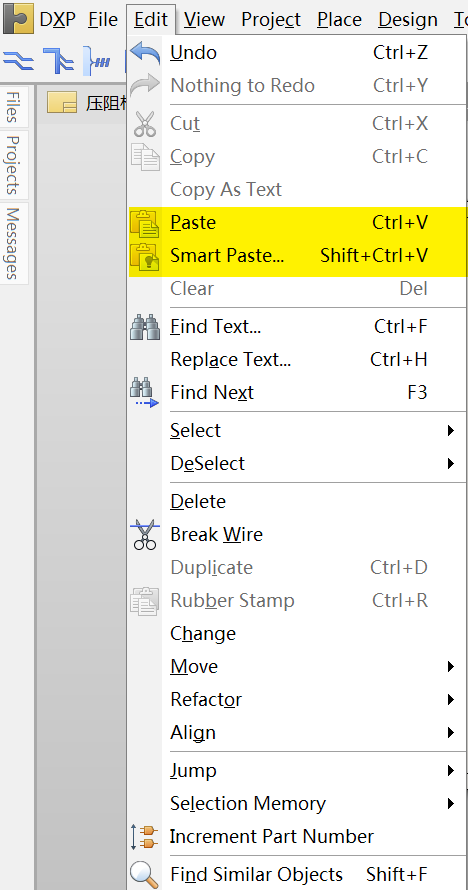 DXP File Edit View Project Place Design
压阻
Files
Projects
Messages
Undo Ctrl+Z
Nothing to Redo Ctrl+Y
Cut Ctrl+X
Copy Ctrl+C
Copy As Text
Paste Ctrl+V
Smart Paste... Shift+Ctrl+V
Clear Del
Find Text... Ctrl+F
Replace Text... Ctrl+H
Find Next F3
Select
DeSelect
Delete
Break Wire
Duplicate Ctrl+D
Rubber Stamp Ctrl+R
Change
Move
Refactor
Align
Jump
Selection Memory
Increment Part Number
Find Similar Objects Shift+F